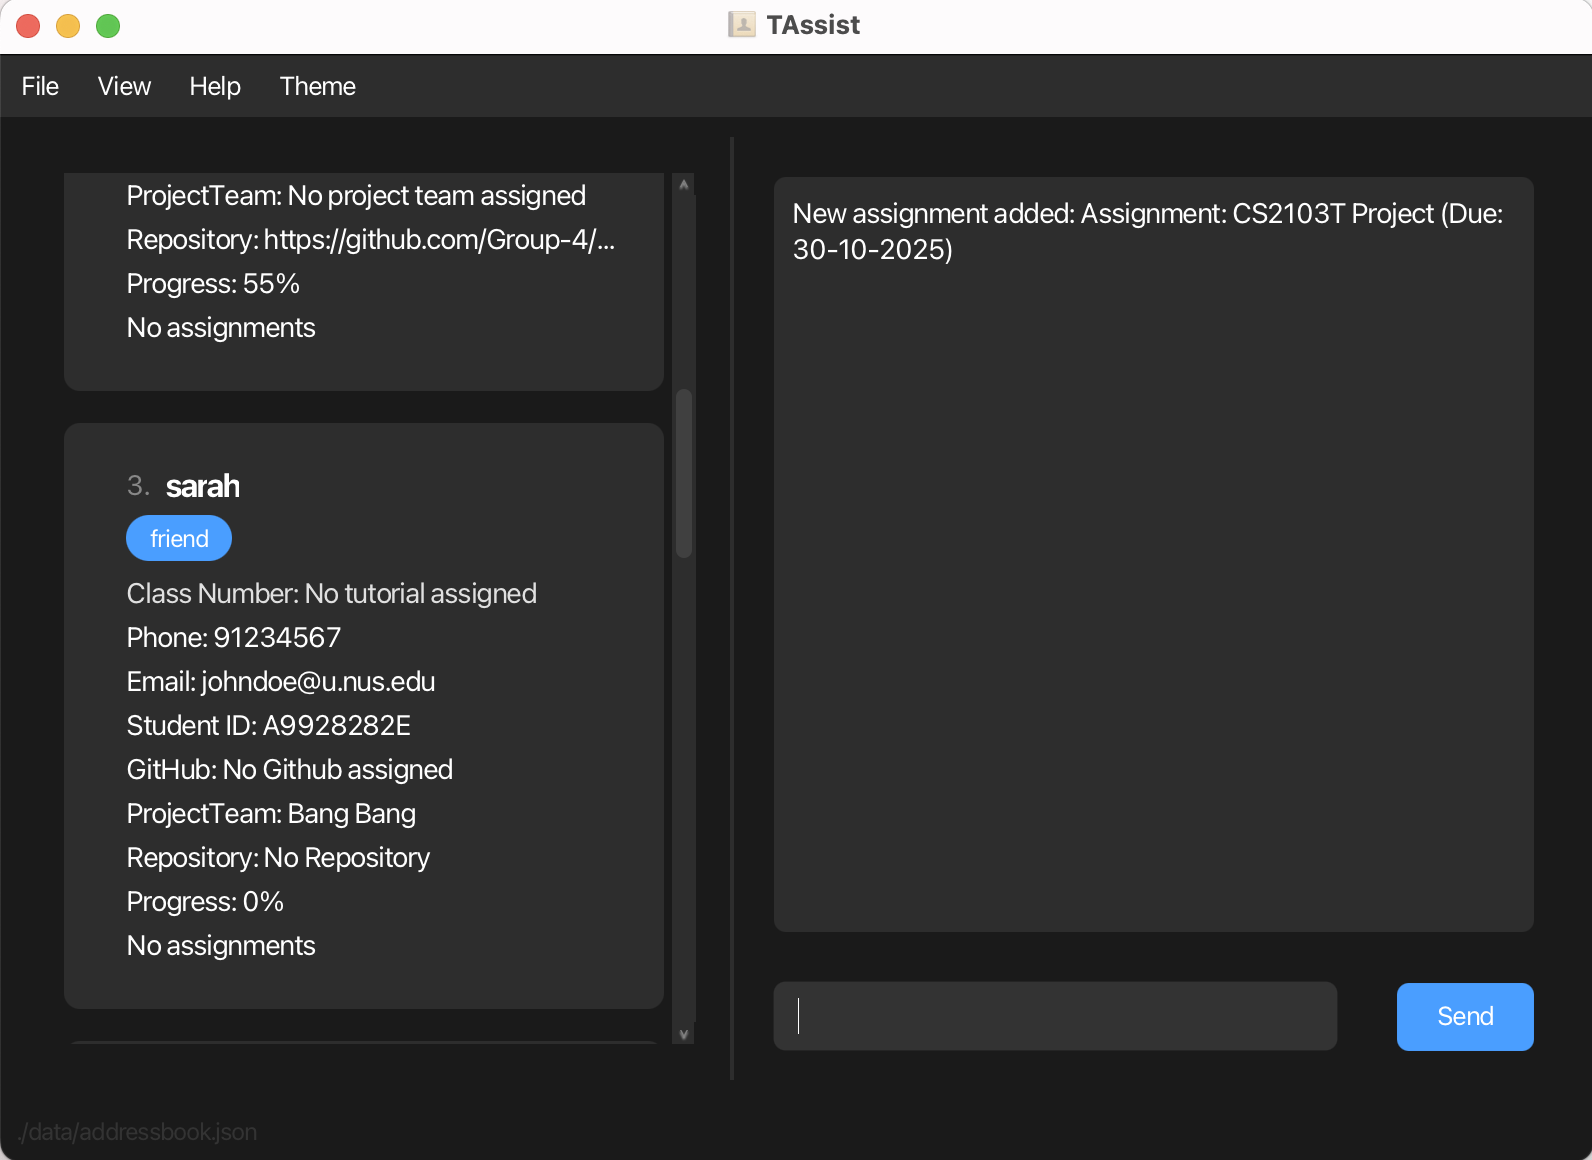 TAssist
File View Help Theme
ProjectTeam: No project team assigned
Repository: https://github.com/Group-4/...
Progress: 55%
No assignments
3. sarah
friend
Class Number: No tutorial assigned
Phone: 91234567
Email: johndoe@u.nus.edu
Student ID: A9928282E
GitHub: No Github assigned
ProjectTeam: Bang Bang
Repository: No Repository
Progress: 0%
No assignments
New assignment added: Assignment: CS2103T Project (Due:
30-10-2025)
Send
./data/addressbook.json